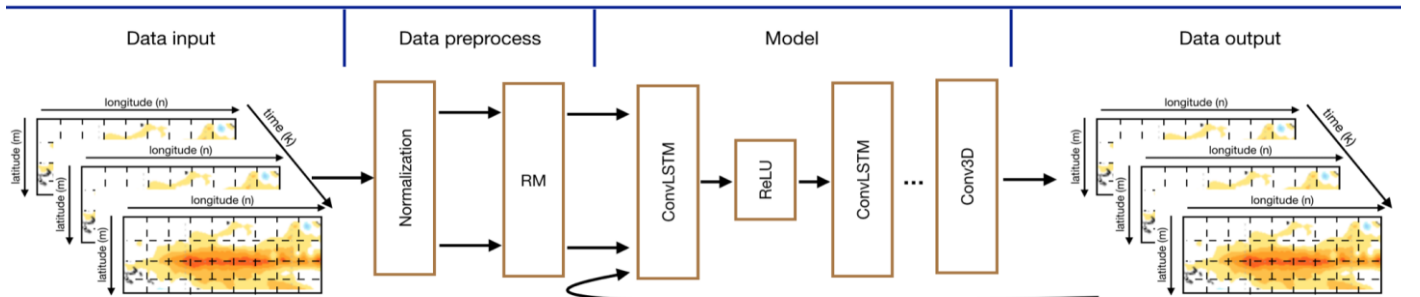 Data input
Data preprocess
Model
Data output
longitude (n)
latitude (m)
longitude (n)
latitude (m)
longitude (n)
latitude (m)
time (k)
Normalization
RM
ConvLSTM
ReLU
ConvLSTM
...
Conv3D
longitude (n)
latitude (m)
longitude (n)
latitude (m)
longitude (n)
latitude (m)
time (k)